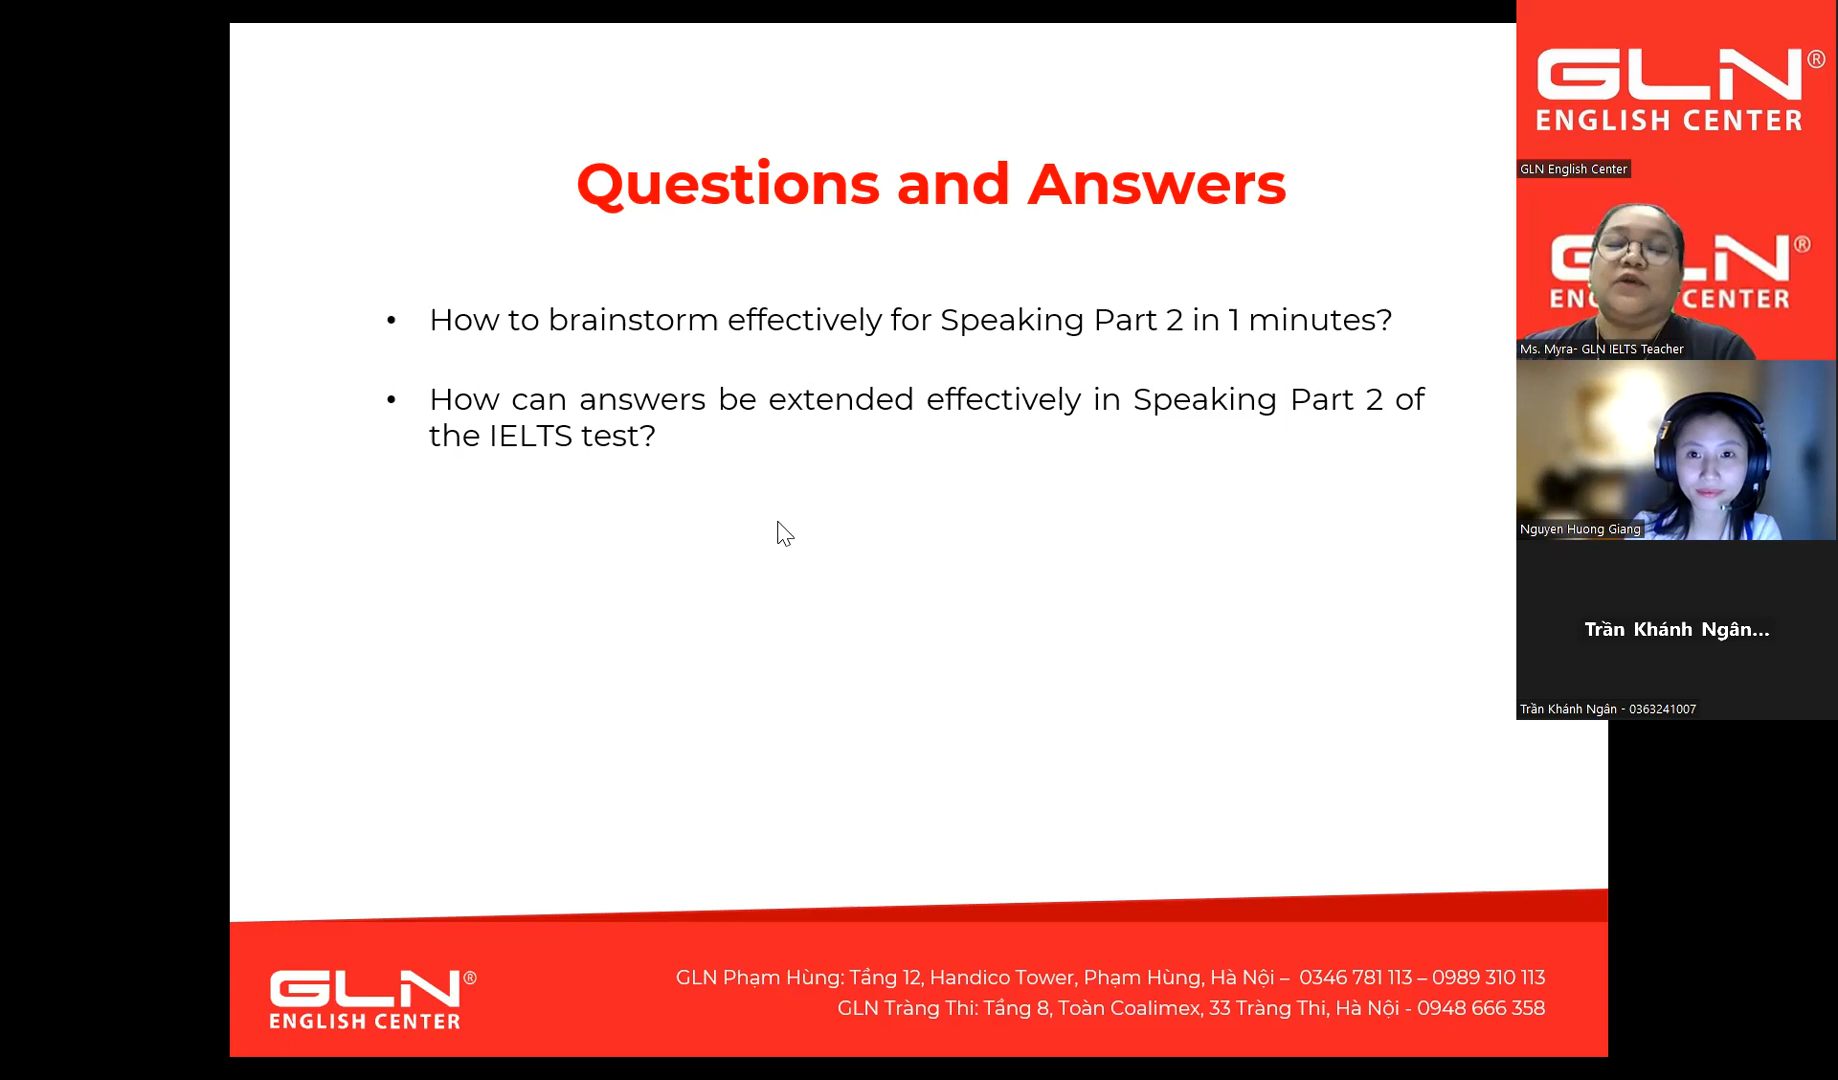 Questions and Answers
• How to brainstorm effectively for Speaking Part 2 in 1 minutes?
• How can answers be extended effectively in Speaking Part 2 of
the IELTS test?
GLN®
ENGLISH CENTER
GLN Phạm Hùng: Tầng 12, Handico Tower, Phạm Hùng, Hà Nội – 0346 781 113 – 0989 310 113
GLN Tràng Thi: Tầng 8, Toàn Coalimex, 33 Tràng Thi, Hà Nội - 0948 666 358
GLN®
ENGLISH CENTER
GLN English Center
GLN®
ENGLISH CENTER
Ms. Myra- GLN IELTS Teacher
Nguyen Huong Giang
Trần Khánh Ngân...
Trần Khánh Ngân - 0363241007